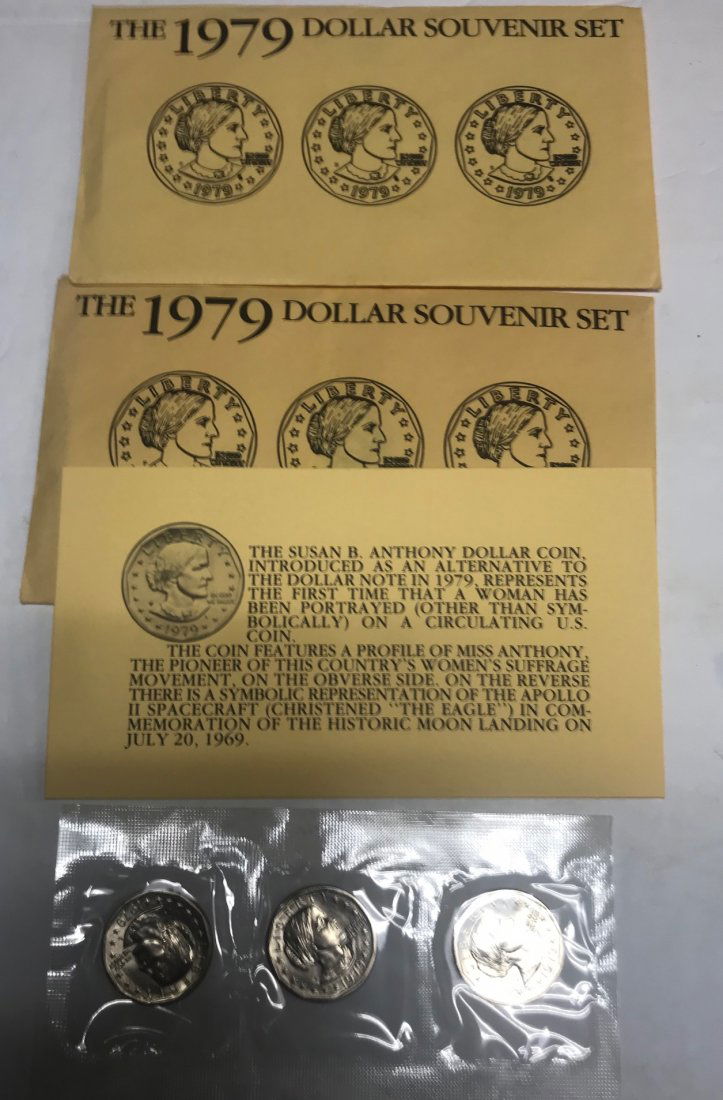 THE 1979 DOLLAR SOUVENIR SET
LIBERTY LIBERTY LIBERTY
1979 1979 1979
THE 1979 DOLLAR SOUVENIR SET
LIBERTY LIBERTY LIBERTY
LIBERTY
1979
THE SUSAN B. ANTHONY DOLLAR COIN,
INTRODUCED AS AN ALTERNATIVE TO
THE DOLLAR NOTE IN 1979, REPRESENTS
THE FIRST TIME THAT A WOMAN HAS
BEEN PORTRAYED (OTHER THAN SYM-
BOLICALLY) ON A CIRCULATING U.S.
COIN.
THE COIN FEATURES A PROFILE OF MISS ANTHONY,
THE PIONEER OF THIS COUNTRY'S WOMEN'S SUFFRAGE
MOVEMENT, ON THE OBVERSE SIDE. ON THE REVERSE
THERE IS A SYMBOLIC REPRESENTATION OF THE APOLLO
II SPACECRAFT (CHRISTENED "THE EAGLE") IN COM-
MEMORATION OF THE HISTORIC MOON LANDING ON
JULY 20, 1969.